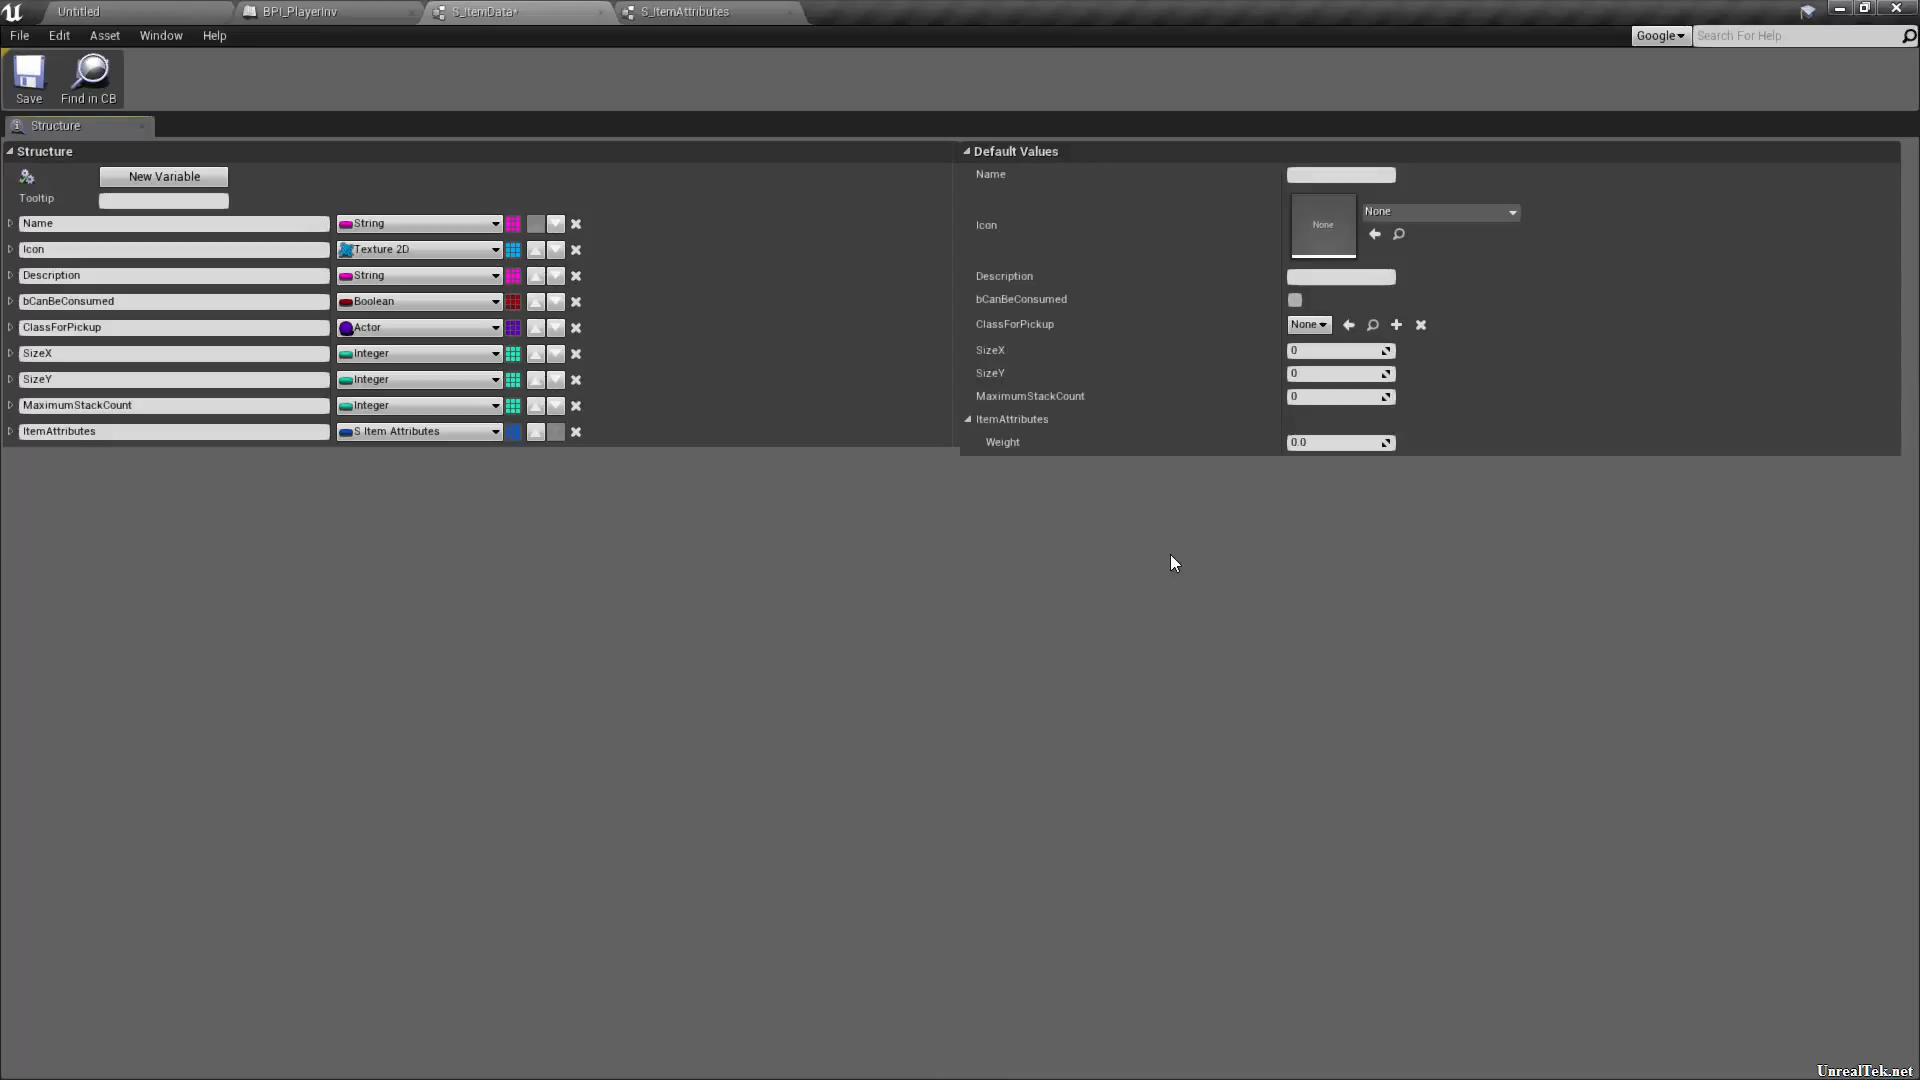 Untitled
BPI_PlayerInv
S_ItemData*
S_ItemAttributes
File Edit Asset Window Help
Google Search For Help
Save Find in CB
Structure
Structure
New Variable
Tooltip
Name String
Icon Texture 2D
Description String
bCanBeConsumed Boolean
ClassForPickup Actor
SizeX Integer
SizeY Integer
MaximumStackCount Integer
ItemAttributes S Item Attributes
Default Values
Name
Icon None None
Description
bCanBeConsumed
ClassForPickup None
SizeX 0
SizeY 0
MaximumStackCount 0
ItemAttributes
Weight 0.0
UnrealTek.net